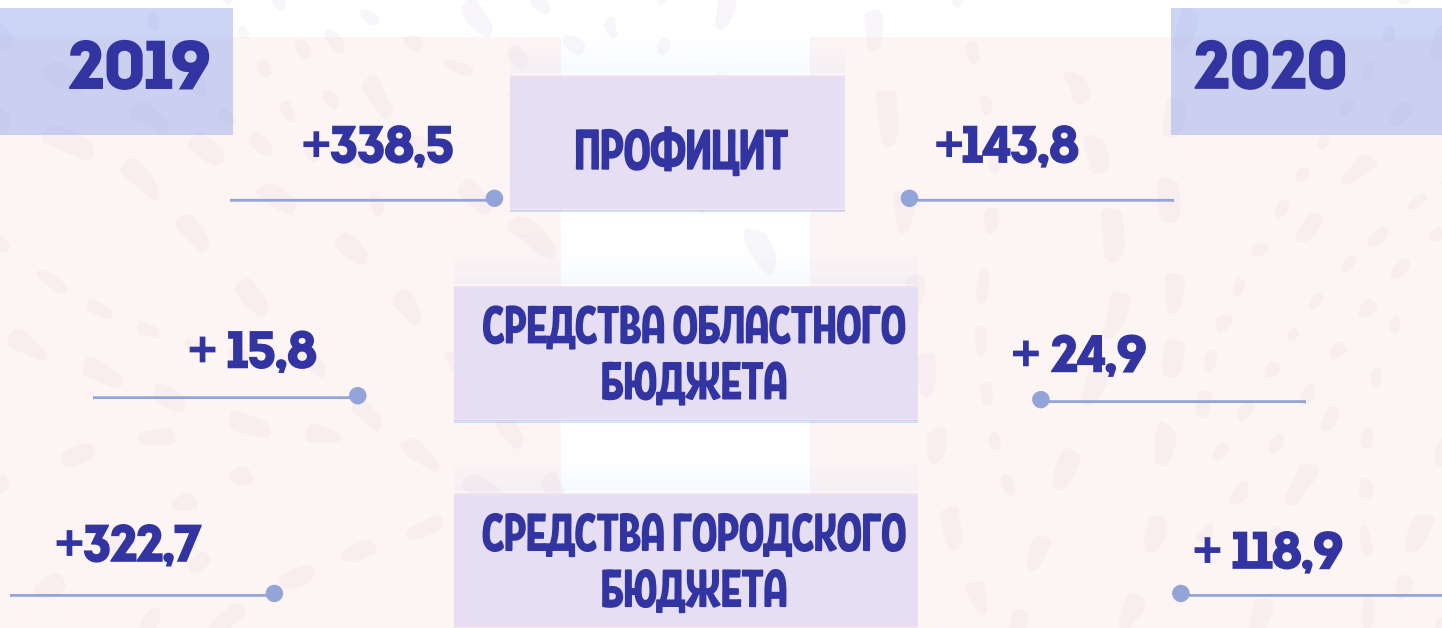 2019
2020
+338,5
ПРОФИЦИТ
+143,8
+ 15,8
СРЕДСТВА ОБЛАСТНОГО
БЮДЖЕТА
+ 24,9
+322,7
СРЕДСТВА ГОРОДСКОГО
БЮДЖЕТА
+ 118,9